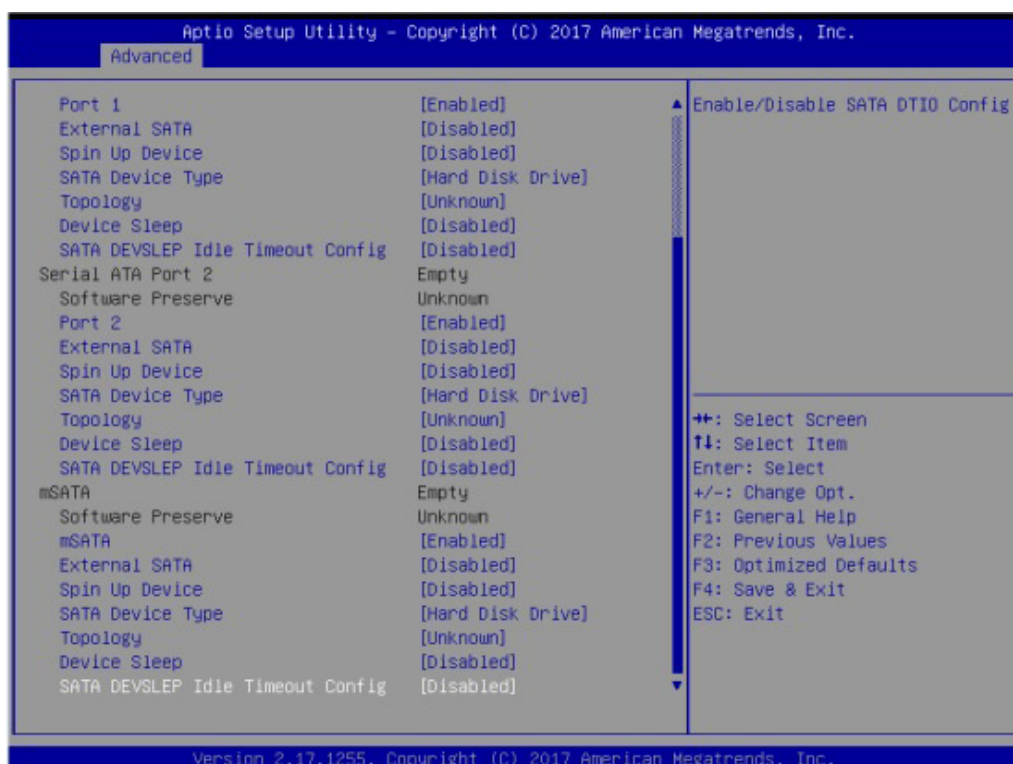 Aptio Setup Utility – Copyright (C) 2017 American Megatrends, Inc.
Advanced
Port 1 [Enabled]
External SATA [Disabled]
Spin Up Device [Disabled]
SATA Device Type [Hard Disk Drive]
Topology [Unknown]
Device Sleep [Disabled]
SATA DEVSLEP Idle Timeout Config [Disabled]
Serial ATA Port 2 Empty
Software Preserve Unknown
Port 2 [Enabled]
External SATA [Disabled]
Spin Up Device [Disabled]
SATA Device Type [Hard Disk Drive]
Topology [Unknown]
Device Sleep [Disabled]
SATA DEVSLEP Idle Timeout Config [Disabled]
mSATA Empty
Software Preserve Unknown
mSATA [Enabled]
External SATA [Disabled]
Spin Up Device [Disabled]
SATA Device Type [Hard Disk Drive]
Topology [Unknown]
Device Sleep [Disabled]
SATA DEVSLEP Idle Timeout Config [Disabled]
Enable/Disable SATA DTIO Config
→←: Select Screen
↑↓: Select Item
Enter: Select
+/-: Change Opt.
F1: General Help
F2: Previous Values
F3: Optimized Defaults
F4: Save & Exit
ESC: Exit
Version 2.17.1255. Copyright (C) 2017 American Megatrends, Inc.